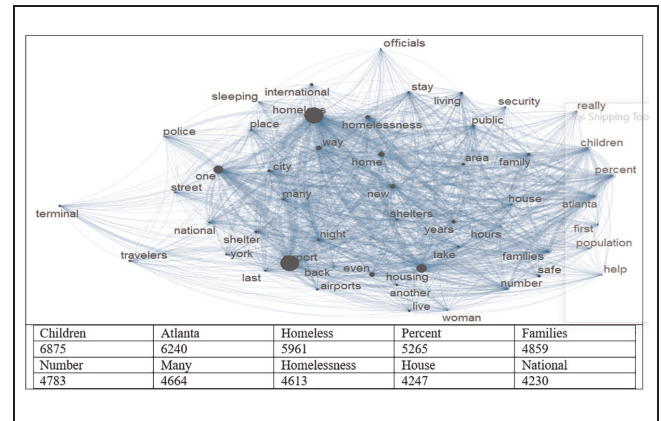 officials
international
stay
sleeping
living
security
really
homeless
Snipping Too
place
homelessness
public
police
way
children
home
area
family
one
city
percent
street
many
new
house
atlanta
terminal
shelters
national
years
hours
first
shelter
night
population
travelers
york
port
take
families
last
back
even
housing
safe
help
airports
another
number
live
woman
Children Atlanta Homeless Percent Families
6875 6240 5961 5265 4859
Number Many Homelessness House National
4783 4664 4613 4247 4230